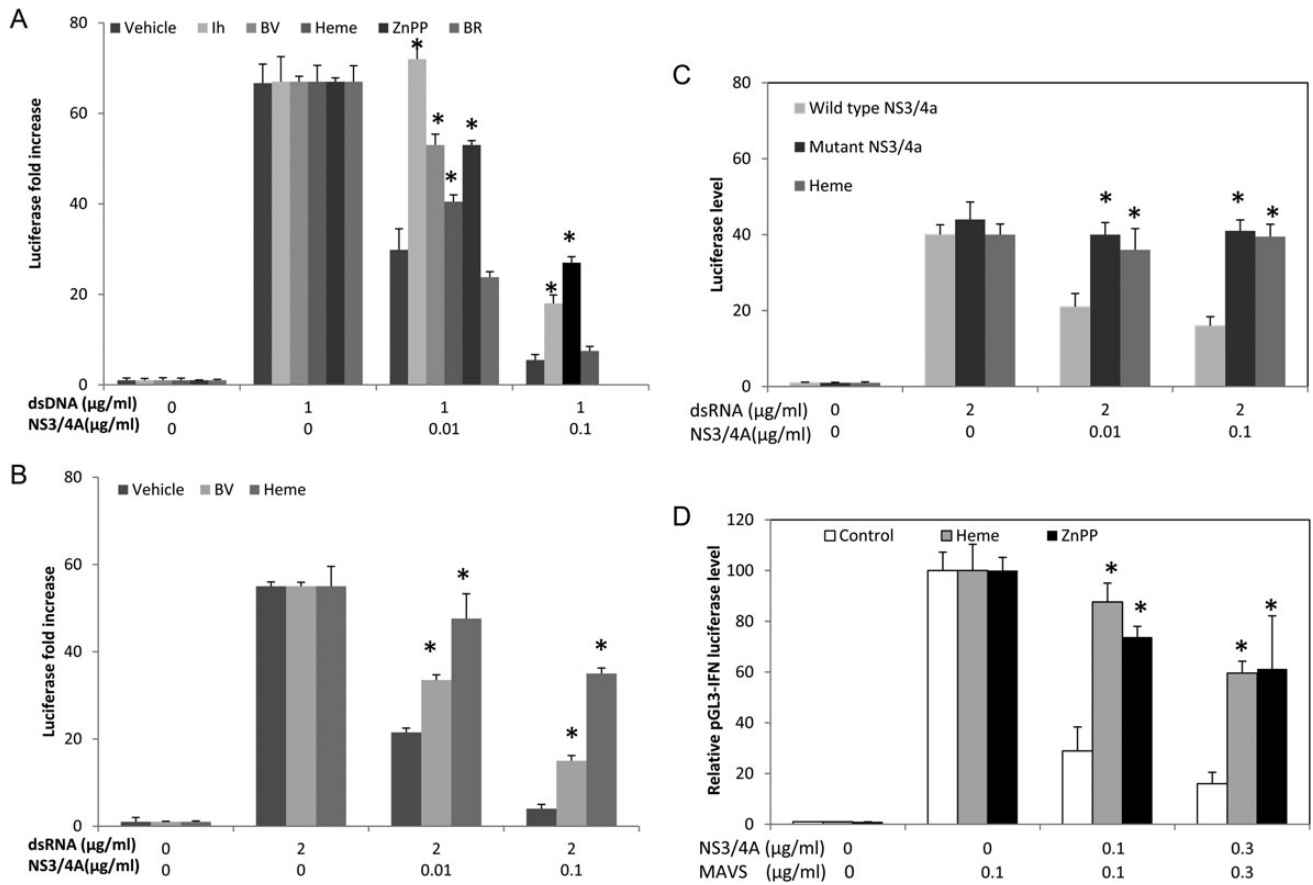 A
Vehicle Ih BV Heme ZnPP BR
Luciferase fold increase
80
60
40
20
0
* * * * * *
dsDNA (µg/ml) 0 1 1 1
NS3/4A(µg/ml) 0 0 0.01 0.1
B
Vehicle BV Heme
Luciferase fold increase
80
60
40
20
0
* * * *
dsRNA (µg/ml) 0 2 2 2
NS3/4A(µg/ml) 0 0 0.01 0.1
C
Wild type NS3/4a
Mutant NS3/4a
Heme
Luciferase level
80
60
40
20
0
* * * *
dsRNA (µg/ml) 0 2 2 2
NS3/4A(µg/ml) 0 0 0.01 0.1
D
Control Heme ZnPP
Relative pGL3-IFN luciferase level
120
100
80
60
40
20
0
* * * *
NS3/4A (µg/ml) 0 0 0.1 0.3
MAVS (µg/ml) 0 0.1 0.1 0.3